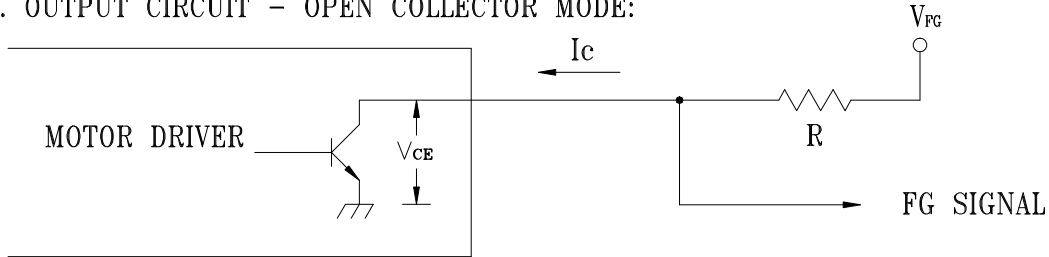 . OUTPUT CIRCUIT - OPEN COLLECTOR MODE:
VFG
Ic
MOTOR DRIVER
VCE
R
FG SIGNAL